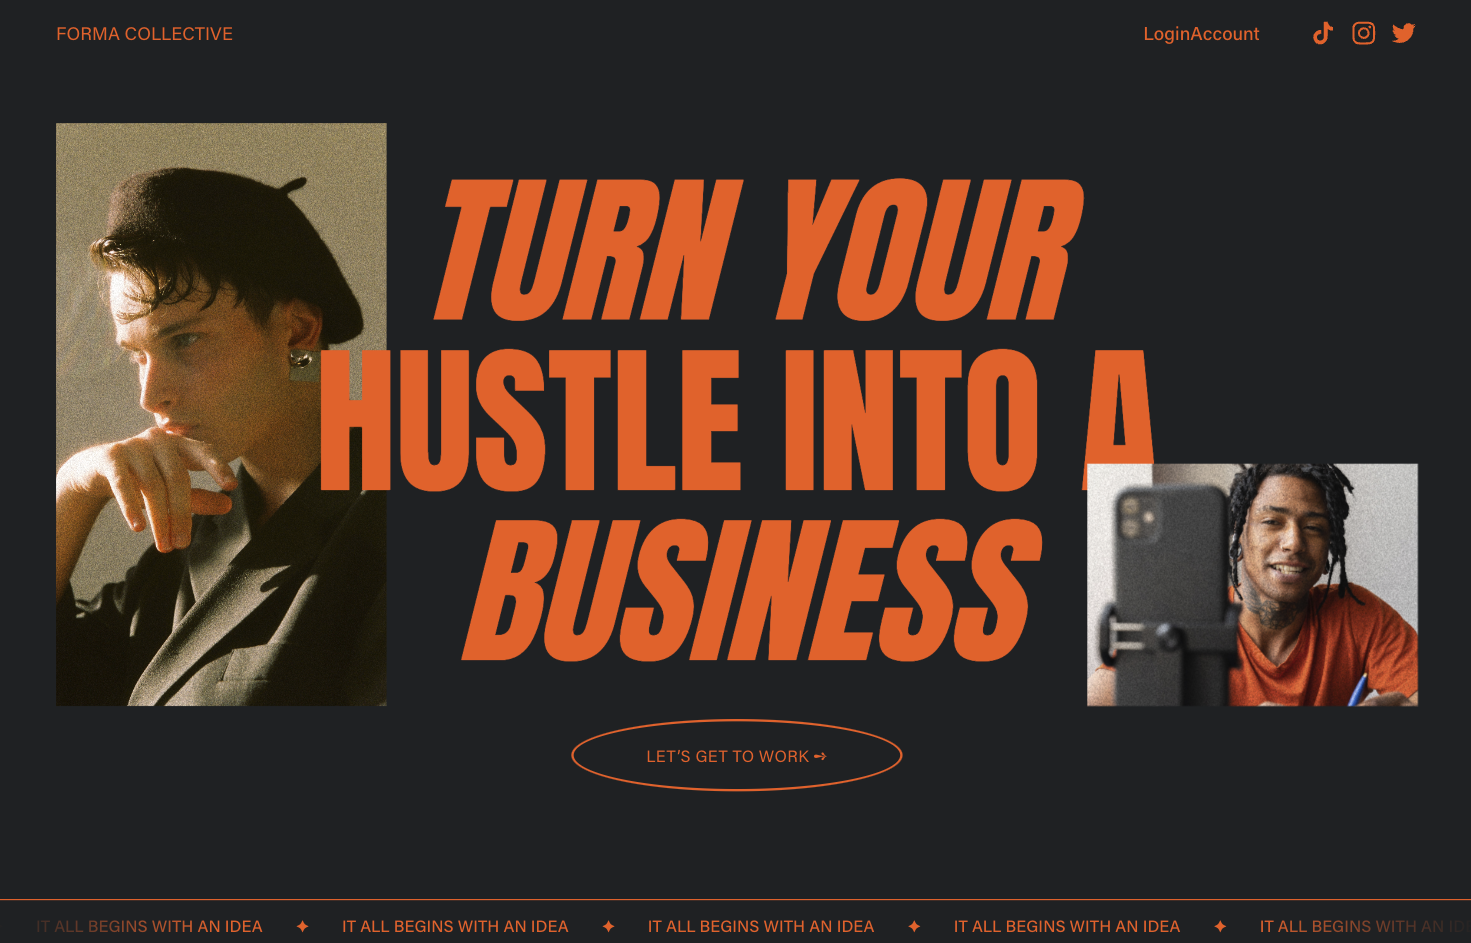 FORMA COLLECTIVE
LoginAccount
TURN YOUR
HUSTLE INTO A
BUSINESS
LET’S GET TO WORK ➺
IT ALL BEGINS WITH AN IDEA ✦ IT ALL BEGINS WITH AN IDEA ✦ IT ALL BEGINS WITH AN IDEA ✦ IT ALL BEGINS WITH AN IDEA ✦ IT ALL BEGINS WITH AN ID